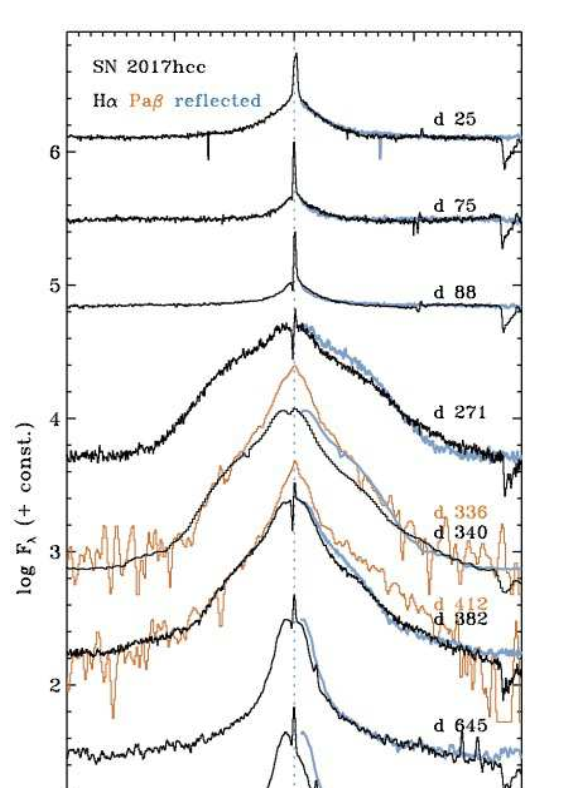 SN 2017hcc
Hα Paβ reflected
d 25
6
d 75
5
d 88
4
d 271
log Fλ (+ const.)
d 336
d 340
3
d 412
d 382
2
d 645